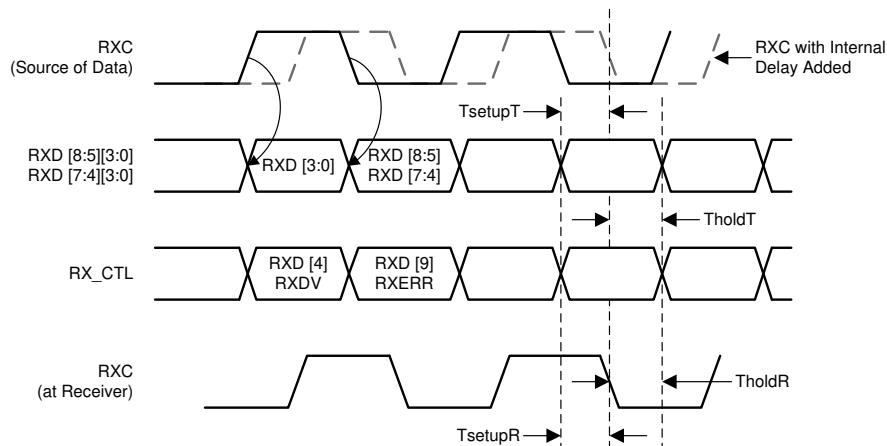 RXC
(Source of Data)
RXC with Internal
Delay Added
TsetupT
RXD [8:5][3:0]
RXD [7:4][3:0]
RXD [3:0]
RXD [8:5]
RXD [7:4]
TholdT
RX_CTL
RXD [4]
RXDV
RXD [9]
RXERR
RXC
(at Receiver)
TholdR
TsetupR